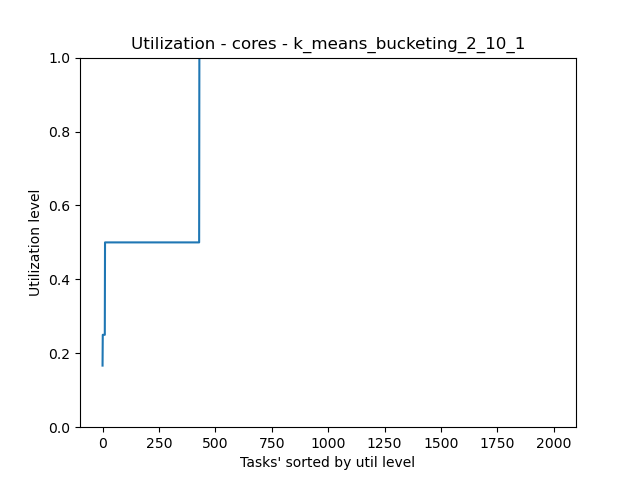 Utilization - cores - k_means_bucketing_2_10_1
1.0
0.8
0.6
0.4
0.2
0.0
Utilization level
0 250 500 750 1000 1250 1500 1750 2000
Tasks' sorted by util level